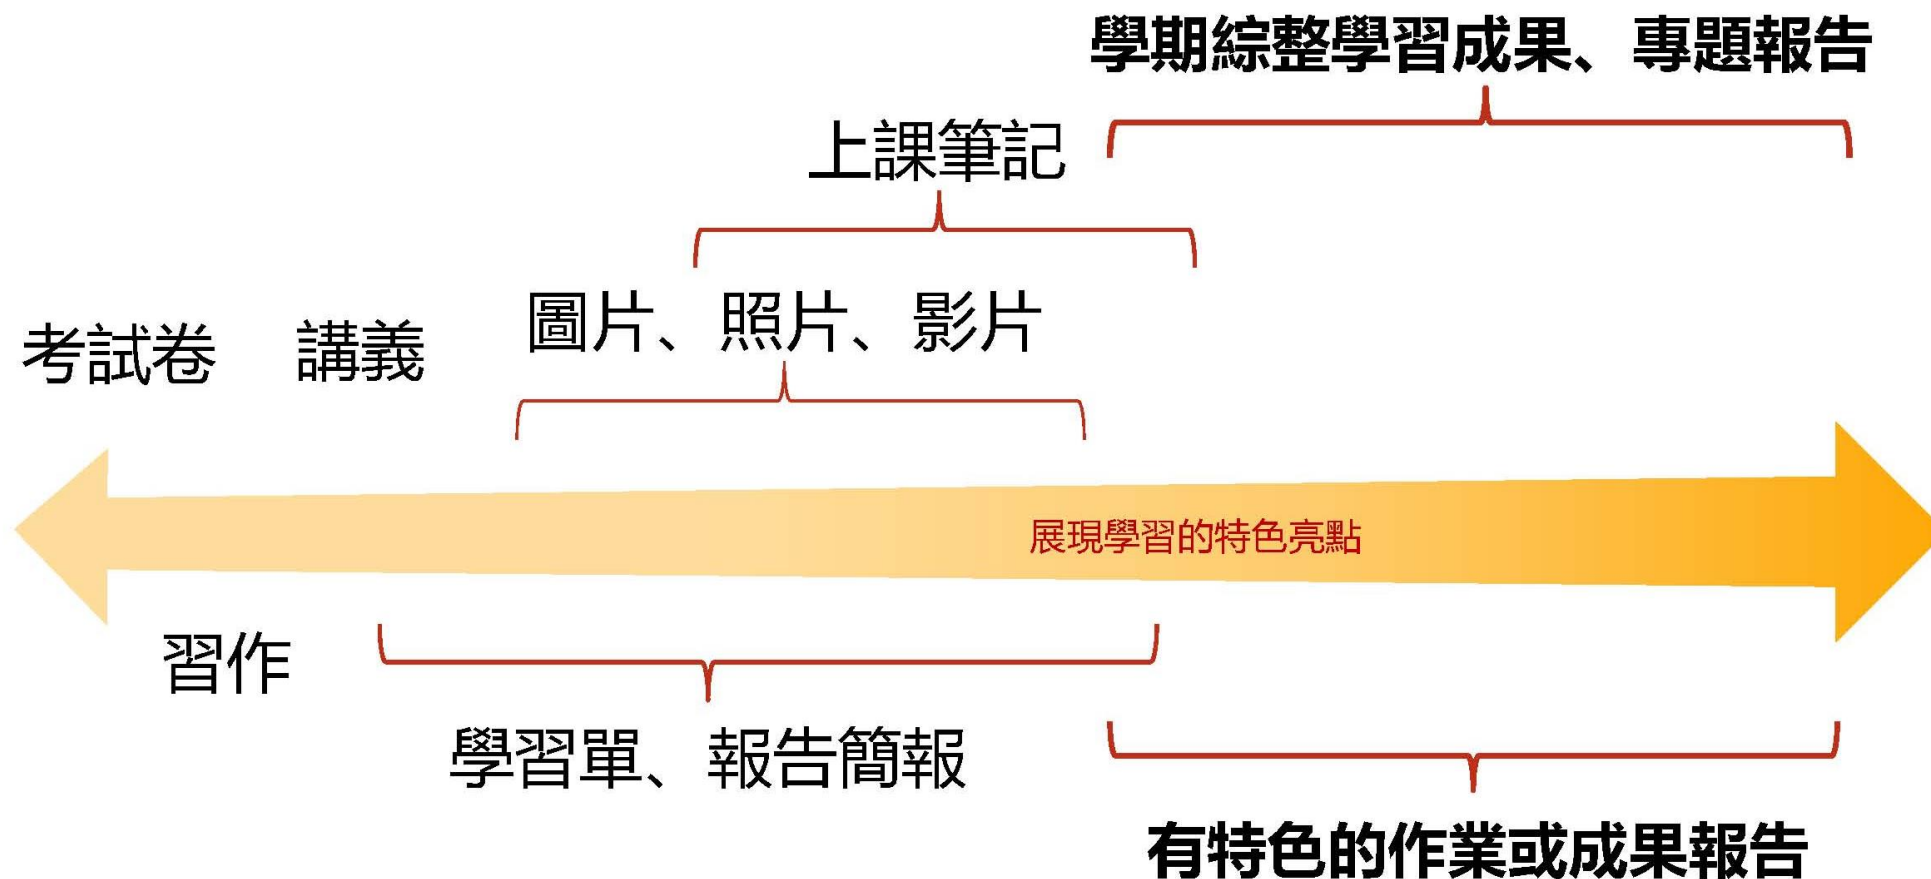 學期綜整學習成果、專題報告
上課筆記
圖片、照片、影片
考試卷
講義
展現學習的特色亮點
習作
學習單、報告簡報
有特色的作業或成果報告